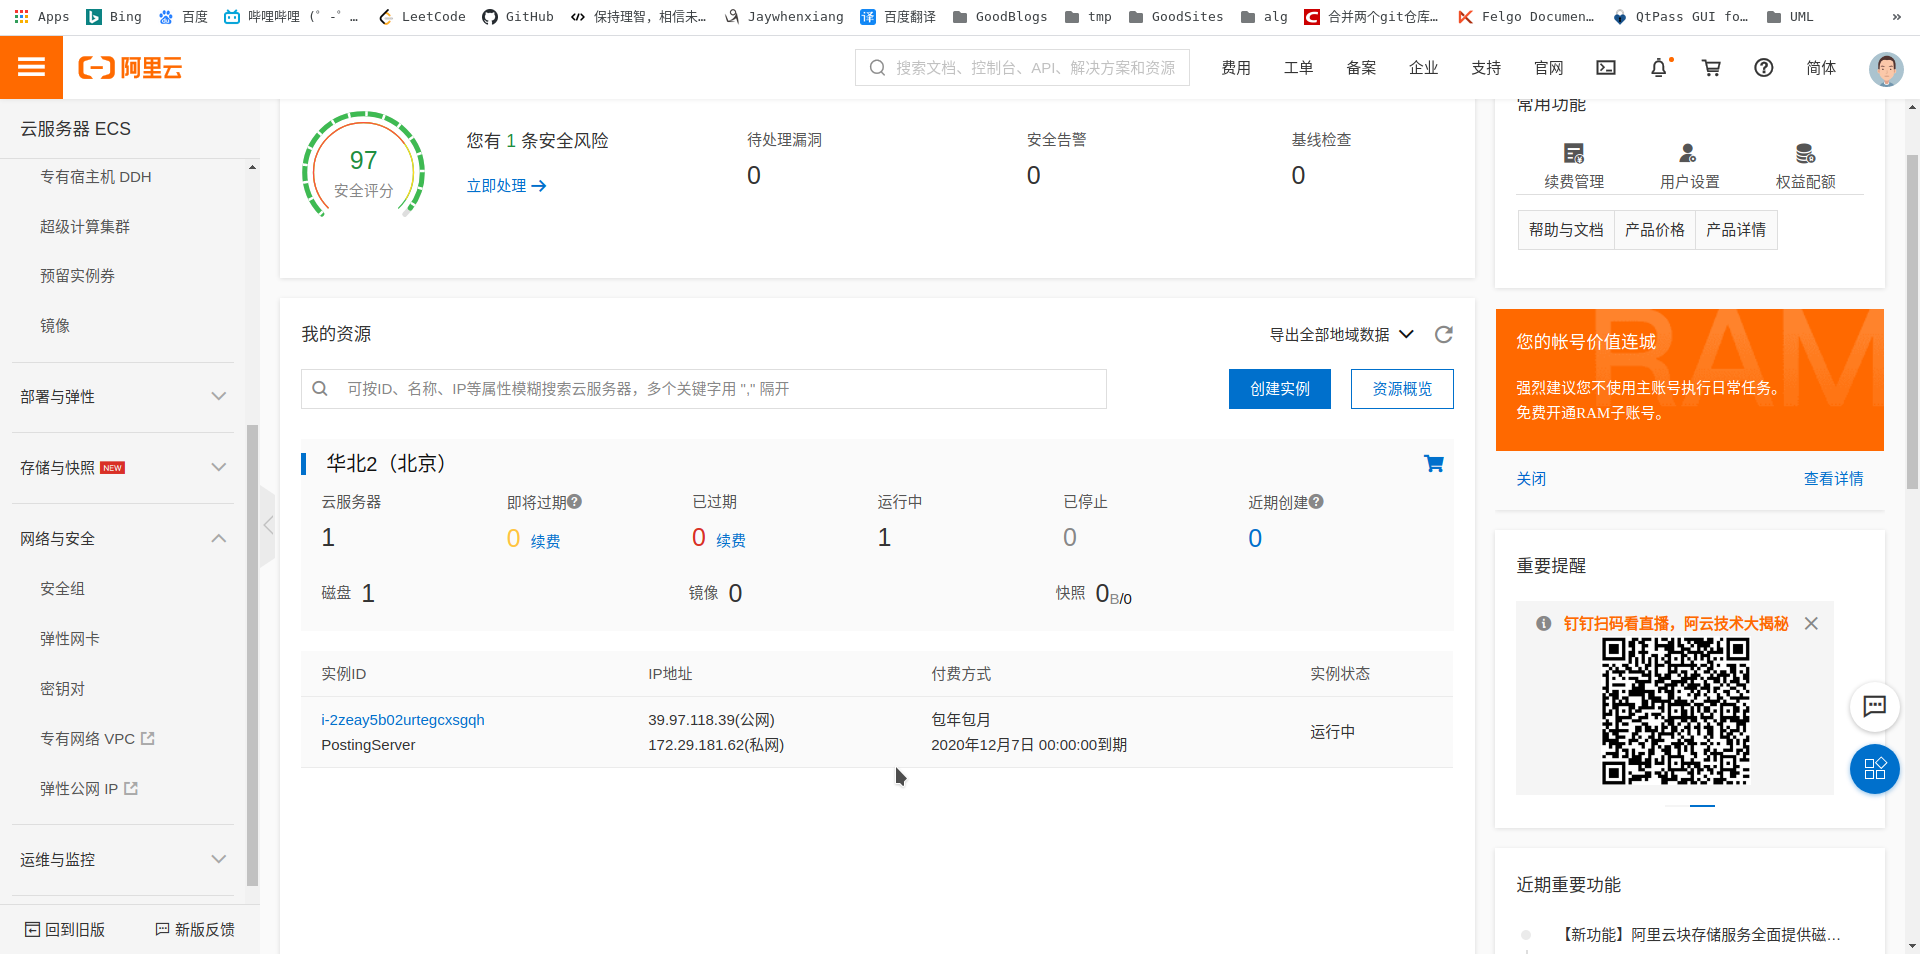 Apps
Bing
百度
哔哩哔哩 (゜-゜…
LeetCode
GitHub
保持理智，相信未…
Jaywhenxiang
百度翻译
GoodBlogs
tmp
GoodSites
alg
合并两个git仓库…
Felgo Documen…
QtPass GUI fo…
UML
»
阿里云
搜索文档、控制台、API、解决方案和资源
费用
工单
备案
企业
支持
官网
简体
云服务器 ECS
专有宿主机 DDH
超级计算集群
预留实例券
镜像
部署与弹性
存储与快照 NEW
网络与安全
安全组
弹性网卡
密钥对
专有网络 VPC
弹性公网 IP
运维与监控
回到旧版
新版反馈
97
安全评分
您有 1 条安全风险
立即处理
待处理漏洞
0
安全告警
0
基线检查
0
我的资源
导出全部地域数据
可按ID、名称、IP等属性模糊搜索云服务器，多个关键字用 "," 隔开
创建实例
资源概览
华北2（北京）
云服务器
1
即将过期
0 续费
已过期
0 续费
运行中
1
已停止
0
近期创建
0
磁盘 1
镜像 0
快照 0B/0
实例ID
IP地址
付费方式
实例状态
i-2zeay5b02urtegcxsgqh
PostingServer
39.97.118.39(公网)
172.29.181.62(私网)
包年包月
2020年12月7日 00:00:00到期
运行中
常用功能
续费管理
用户设置
权益配额
帮助与文档
产品价格
产品详情
RAM
您的帐号价值连城
强烈建议您不使用主账号执行日常任务。
免费开通RAM子账号。
关闭
查看详情
重要提醒
钉钉扫码看直播，阿云技术大揭秘
近期重要功能
【新功能】阿里云块存储服务全面提供磁…